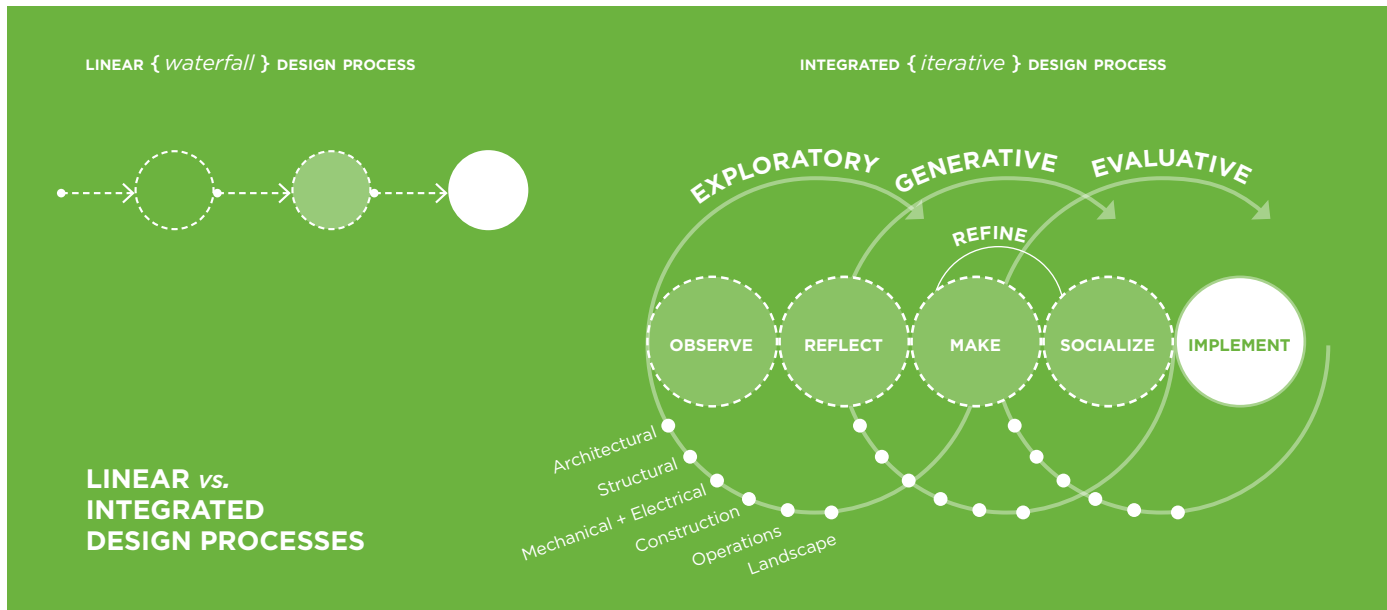 LINEAR { waterfall } DESIGN PROCESS
INTEGRATED { iterative } DESIGN PROCESS
EXPLORATORY
GENERATIVE
EVALUATIVE
REFINE
OBSERVE
REFLECT
MAKE
SOCIALIZE
IMPLEMENT
Architectural
Structural
Mechanical + Electrical
Construction
Operations
Landscape
LINEAR vs.
INTEGRATED
DESIGN PROCESSES